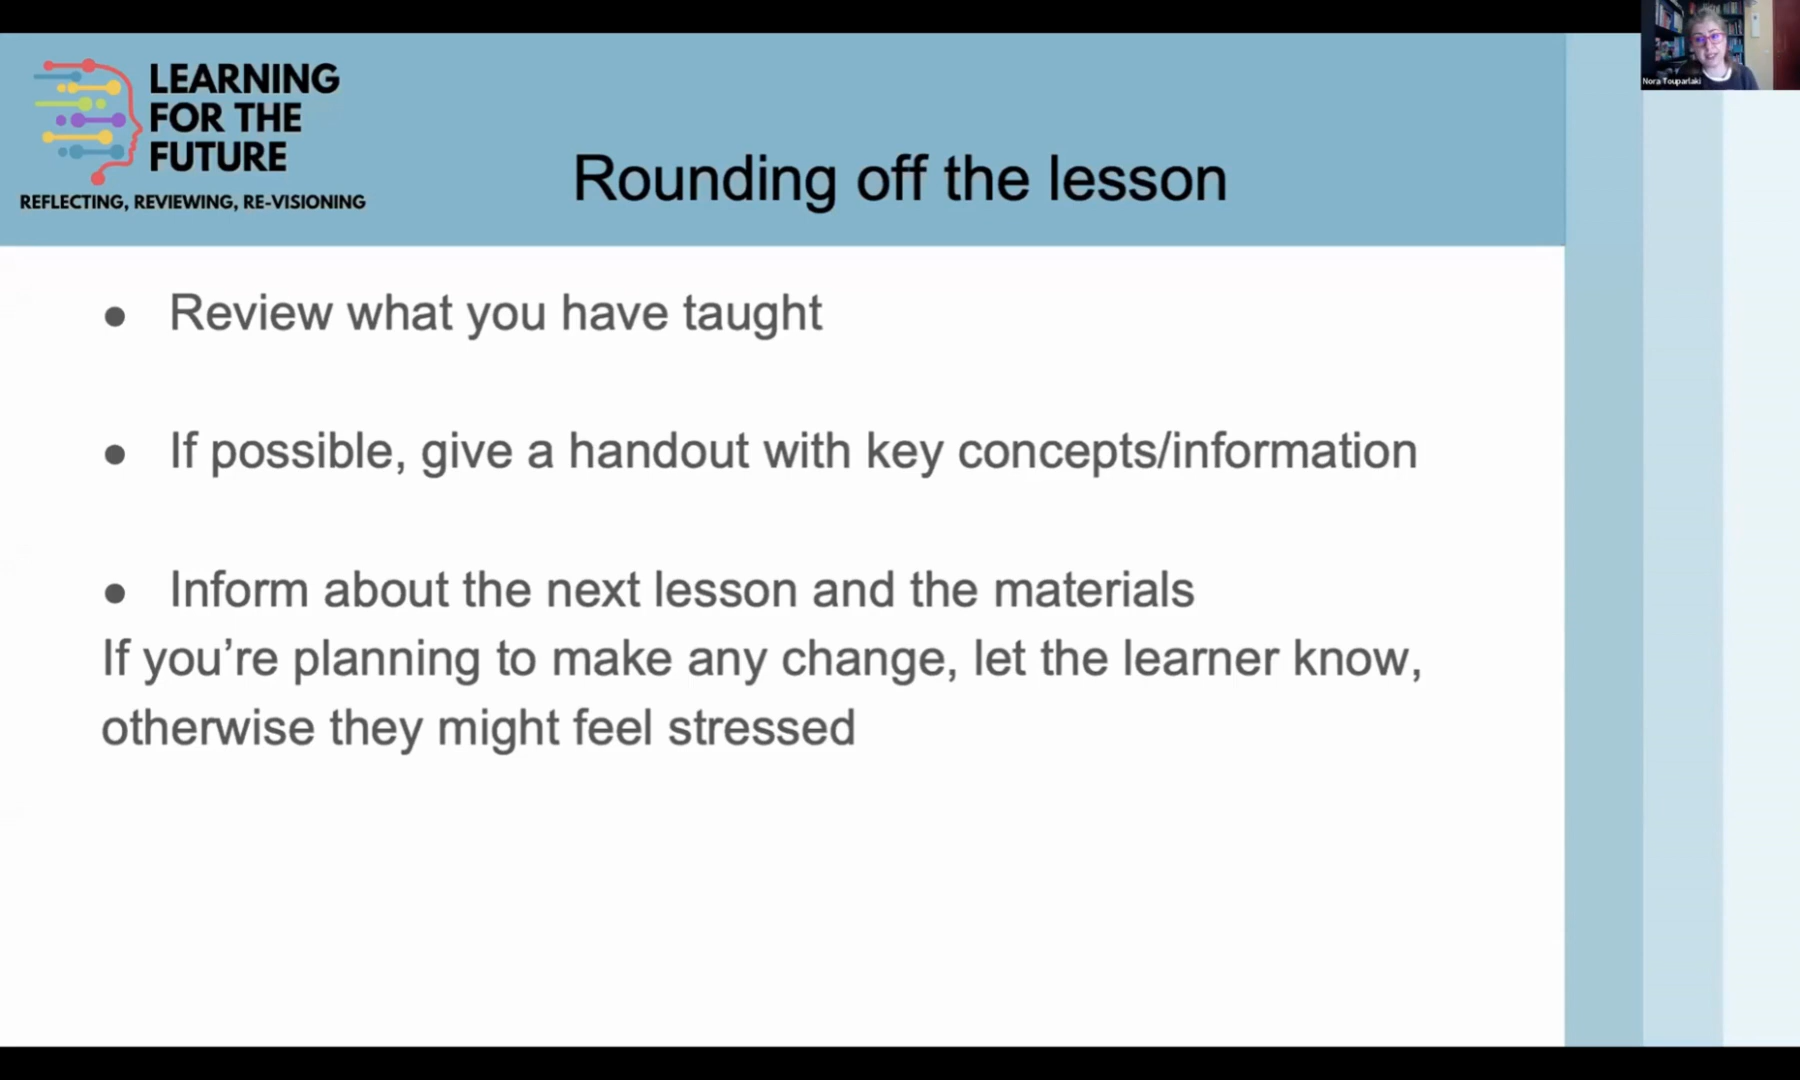 LEARNING
FOR THE
FUTURE
REFLECTING, REVIEWING, RE-VISIONING
Rounding off the lesson
● Review what you have taught
● If possible, give a handout with key concepts/information
● Inform about the next lesson and the materials
If you’re planning to make any change, let the learner know,
otherwise they might feel stressed
Nora Touparlaki